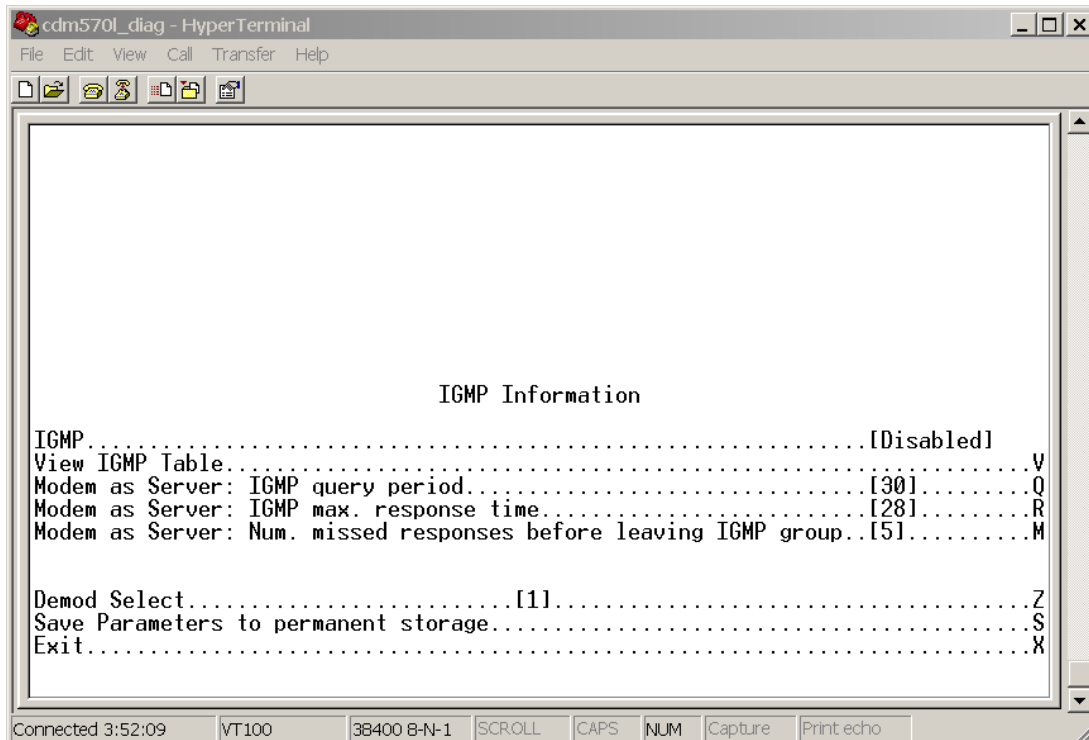 cdm570l_diag - HyperTerminal
File Edit View Call Transfer Help
IGMP Information
IGMP..............................................................[Disabled]
View IGMP Table................................................................V
Modem as Server: IGMP query period................................[30].........Q
Modem as Server: IGMP max. response time..........................[28].........R
Modem as Server: Num. missed responses before leaving IGMP group..[5]..........M
Demod Select..........................[1]......................................Z
Save Parameters to permanent storage...........................................S
Exit...........................................................................X
Connected 3:52:09 VT100 38400 8-N-1 SCROLL CAPS NUM Capture Print echo